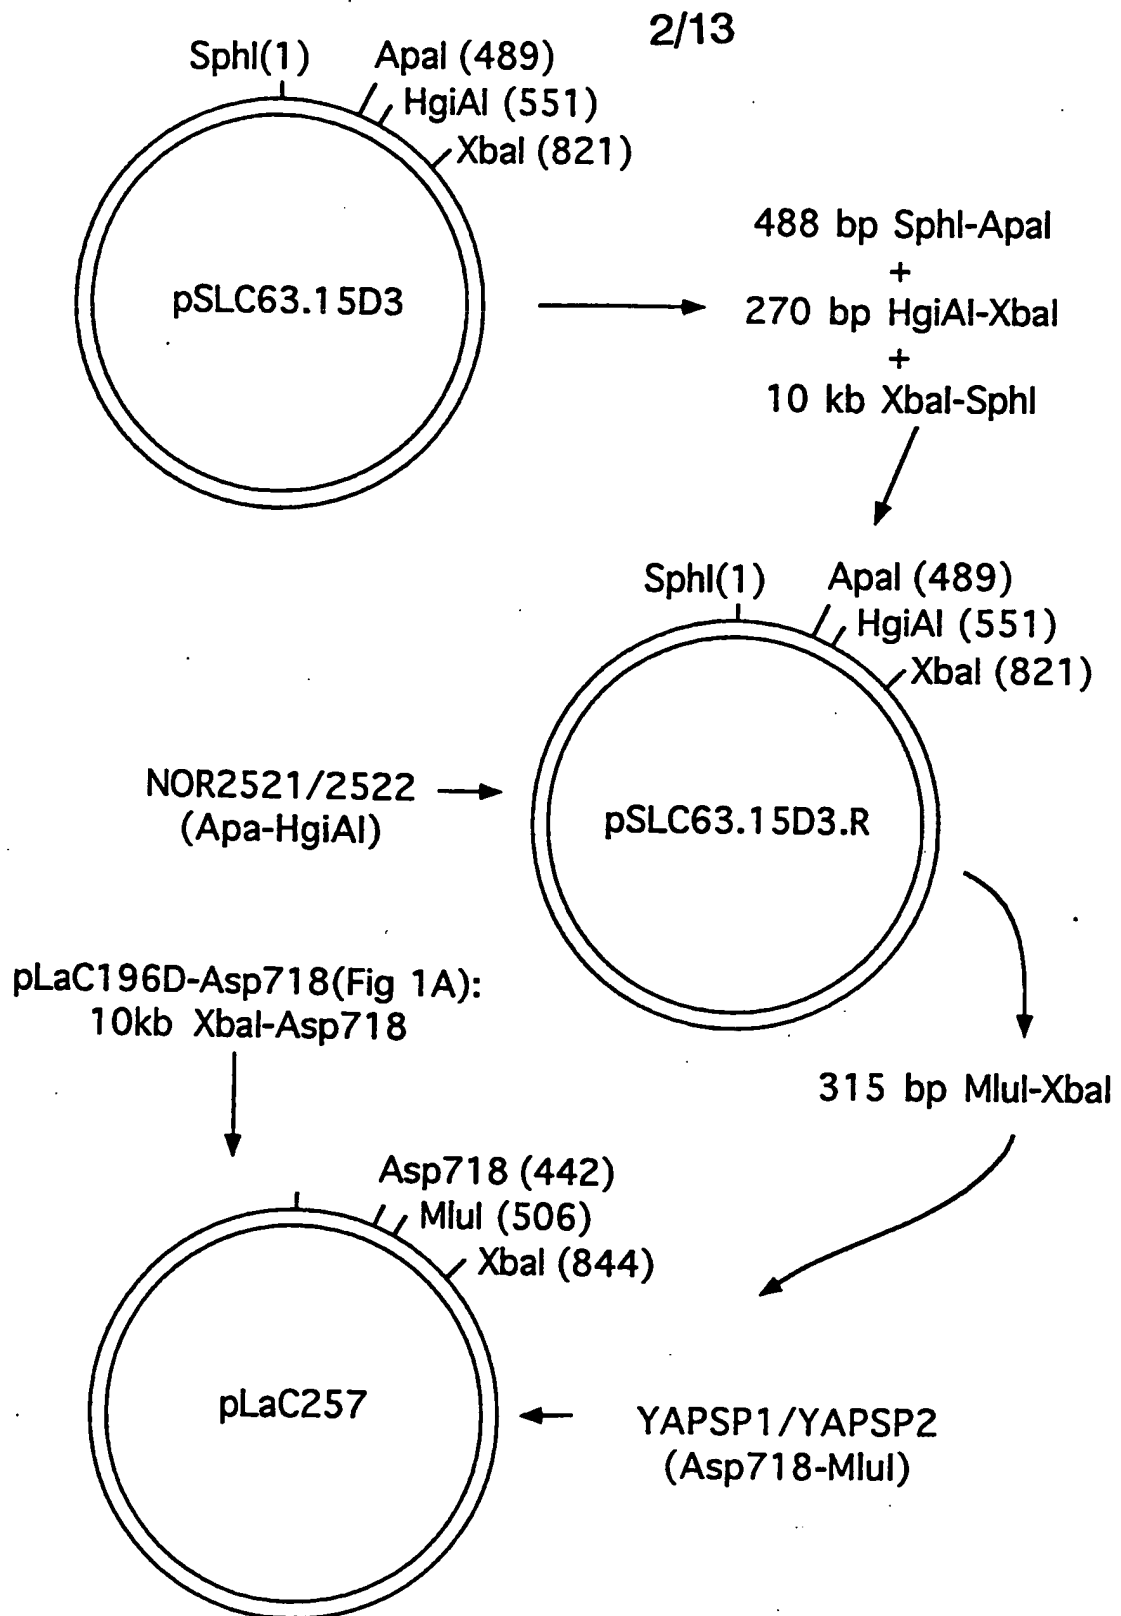 2/13
SphI(1)
ApaI (489)
HgiAI (551)
XbaI (821)
pSLC63.15D3
488 bp SphI-ApaI
+
270 bp HgiAI-XbaI
+
10 kb XbaI-SphI
SphI(1)
ApaI (489)
HgiAI (551)
XbaI (821)
NOR2521/2522
(Apa-HgiAI)
pSLC63.15D3.R
pLaC196D-Asp718(Fig 1A):
10kb XbaI-Asp718
315 bp MluI-XbaI
Asp718 (442)
MluI (506)
XbaI (844)
pLaC257
YAPSP1/YAPSP2
(Asp718-MluI)